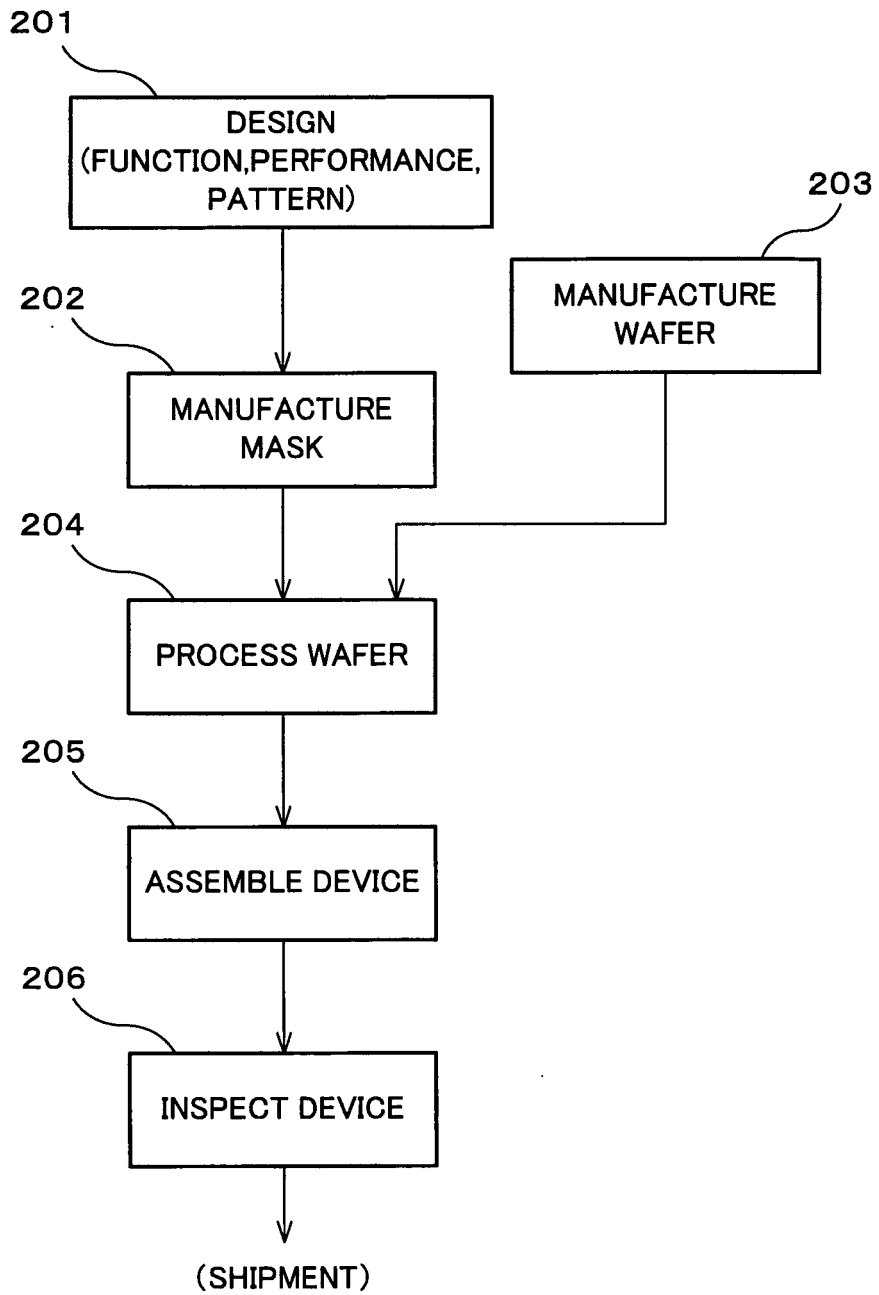 201
DESIGN
(FUNCTION,PERFORMANCE,
PATTERN)
203
MANUFACTURE
WAFER
202
MANUFACTURE
MASK
204
PROCESS WAFER
205
ASSEMBLE DEVICE
206
INSPECT DEVICE
(SHIPMENT)